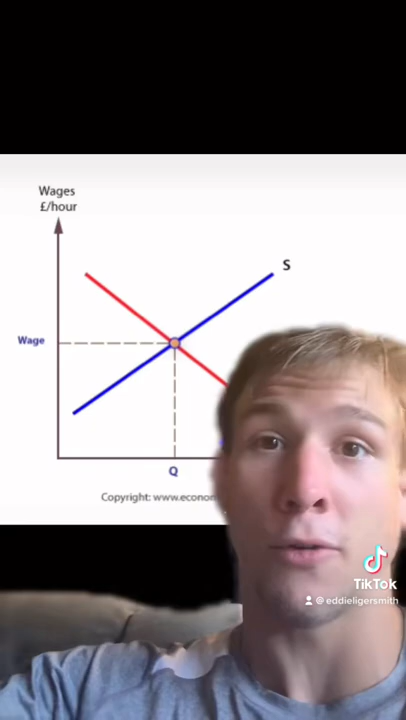 Wages
£/hour
S
Wage
Q
Copyright: www.econo
TikTok
@eddieligersmith